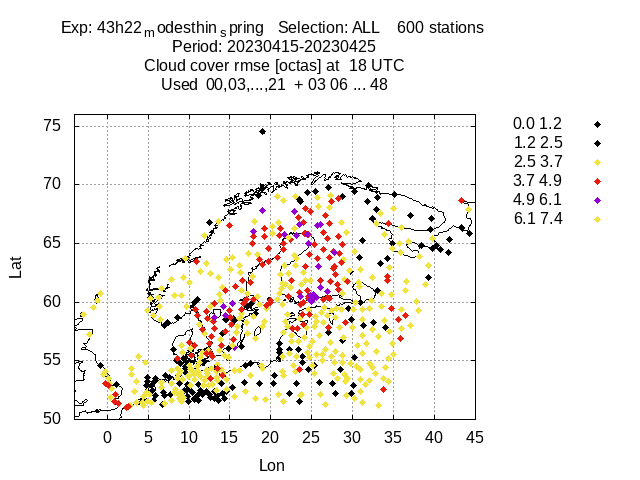 Exp: 43h22modesthinspring   Selection: ALL    600 stations
Period: 20230415-20230425
Cloud cover rmse [octas] at  18 UTC
Used  00,03,...,21  + 03 06 ... 48
0.0 1.2
1.2 2.5
2.5 3.7
3.7 4.9
4.9 6.1
6.1 7.4
75
70
65
60
55
50
Lat
0 5 10 15 20 25 30 35 40 45
Lon